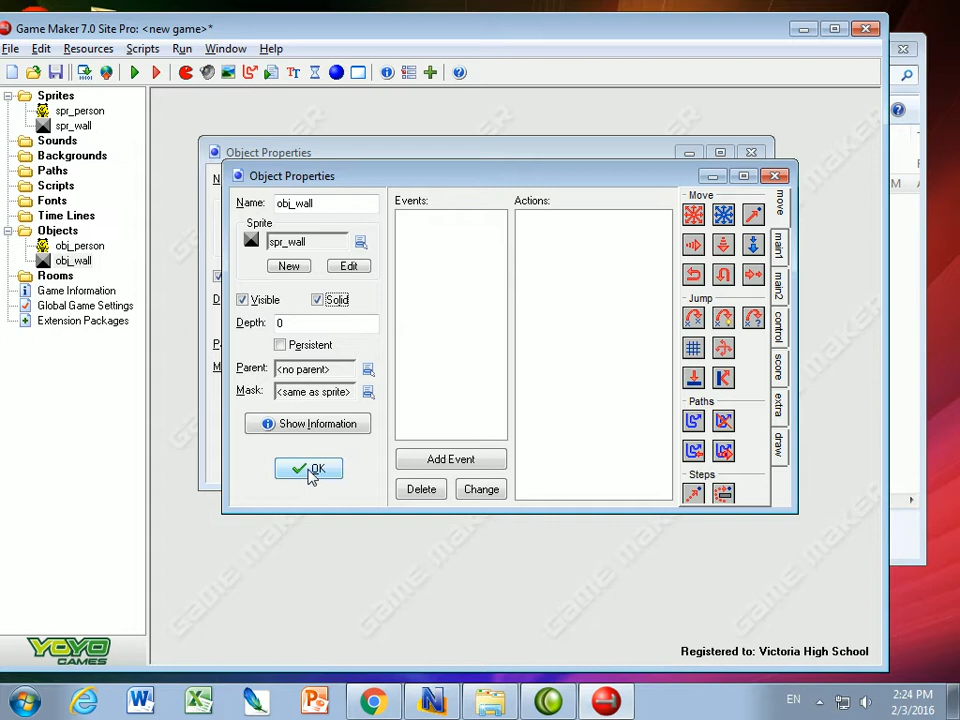 Game Maker 7.0 Site Pro: <new game>*
File Edit Resources Scripts Run Window Help
Sprites
spr_person
spr_wall
Sounds
Backgrounds
Paths
Scripts
Fonts
Time Lines
Objects
obj_person
obj_wall
Rooms
Game Information
Global Game Settings
Extension Packages
Object Properties
Object Properties
Name: obj_wall
Sprite
spr_wall
New Edit
Visible Solid
Depth: 0
Persistent
Parent: <no parent>
Mask: <same as sprite>
Show Information
OK
Events:
Add Event
Delete Change
Actions:
Move
Jump
Paths
Steps
move
main1
main2
control
score
extra
draw
GAME MAKER
YOYO
GAMES
Registered to: Victoria High School
EN
2:24 PM
2/3/2016